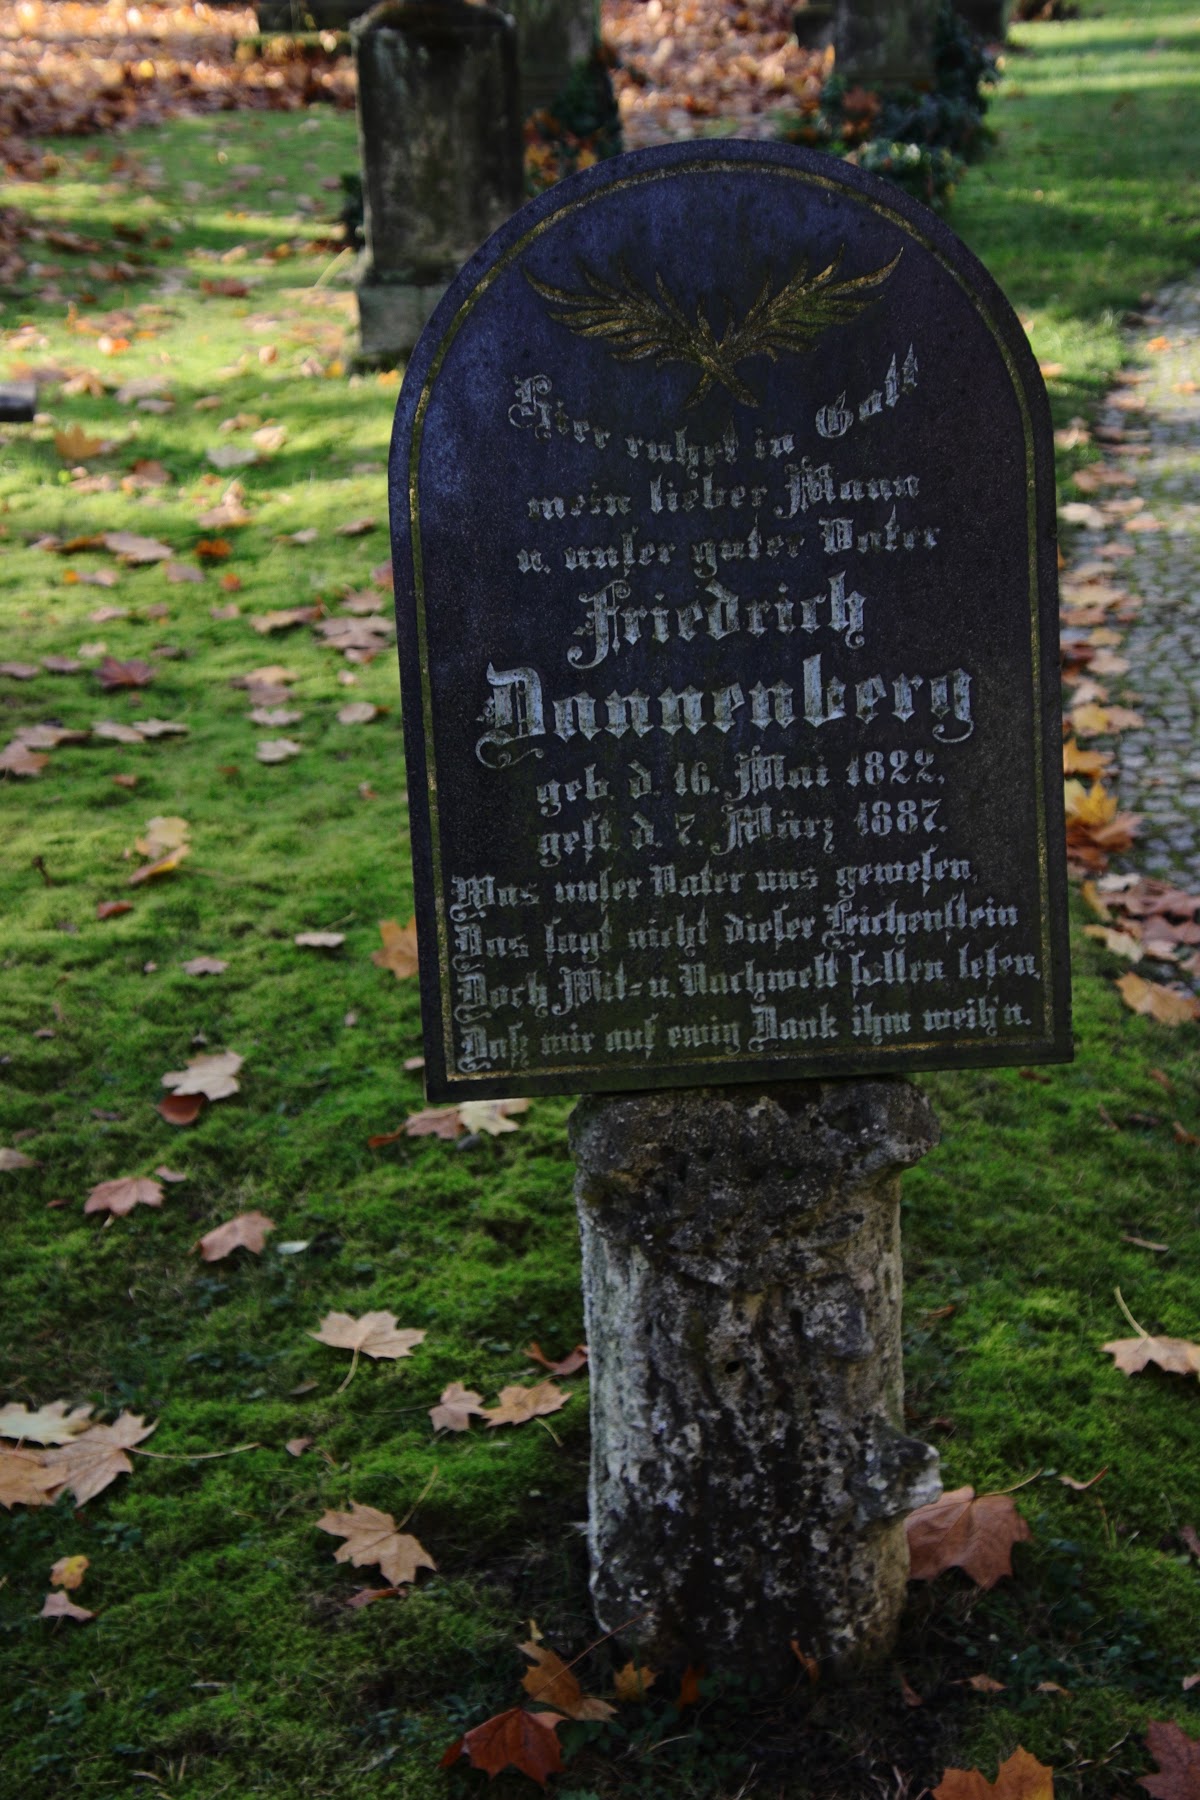 Hier ruhet in Gott
mein lieber Mann
u. unser guter Vater
Friedrich
Dannenberg
geb. d. 16. Mai 1822,
gest. d. 7. März 1887.
Was unser Vater uns gewesen,
Das sagt nicht dieser Leichenstein
Doch Mit- u. Nachwelt sollen lesen,
Daß wir auf ewig Dank ihm weih'n.